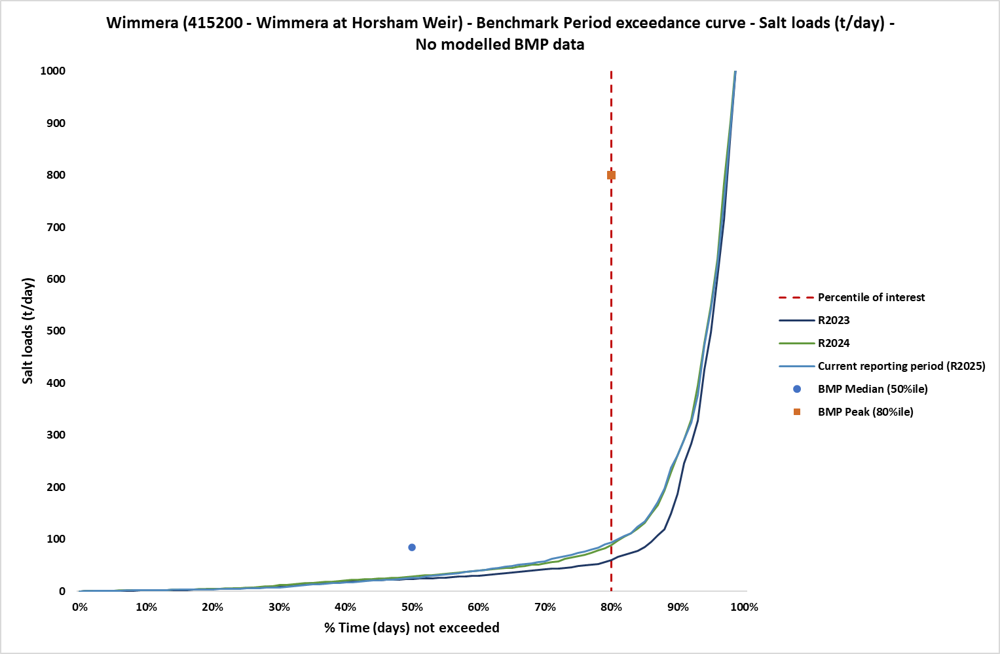 Wimmera (415200 - Wimmera at Horsham Weir) - Benchmark Period exceedance curve - Salt loads (t/day) -
No modelled BMP data
1000
900
800
700
600
500
400
300
200
100
0
Salt loads (t/day)
0%
10%
20%
30%
40%
50%
60%
70%
80%
90%
100%
% Time (days) not exceeded
Percentile of interest
R2023
R2024
Current reporting period (R2025)
BMP Median (50%ile)
BMP Peak (80%ile)